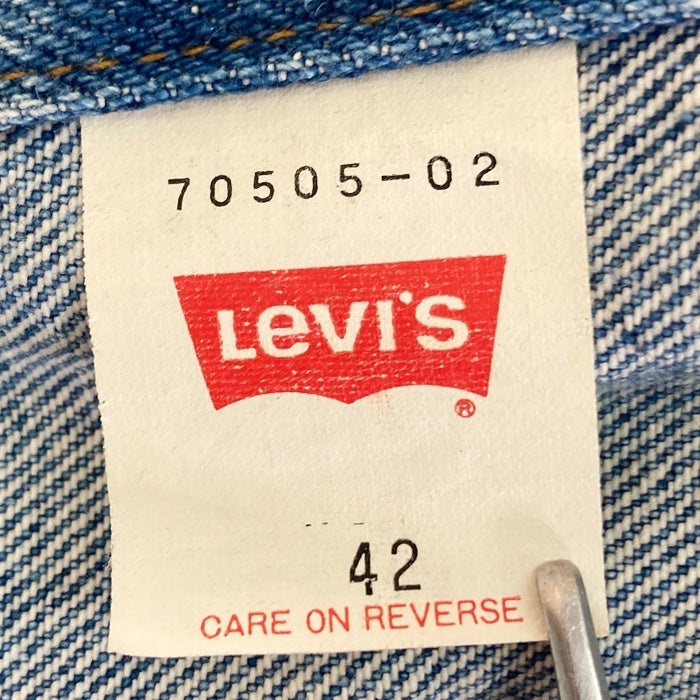 70505-02
LeVI'S
®
42
CARE ON REVERSE